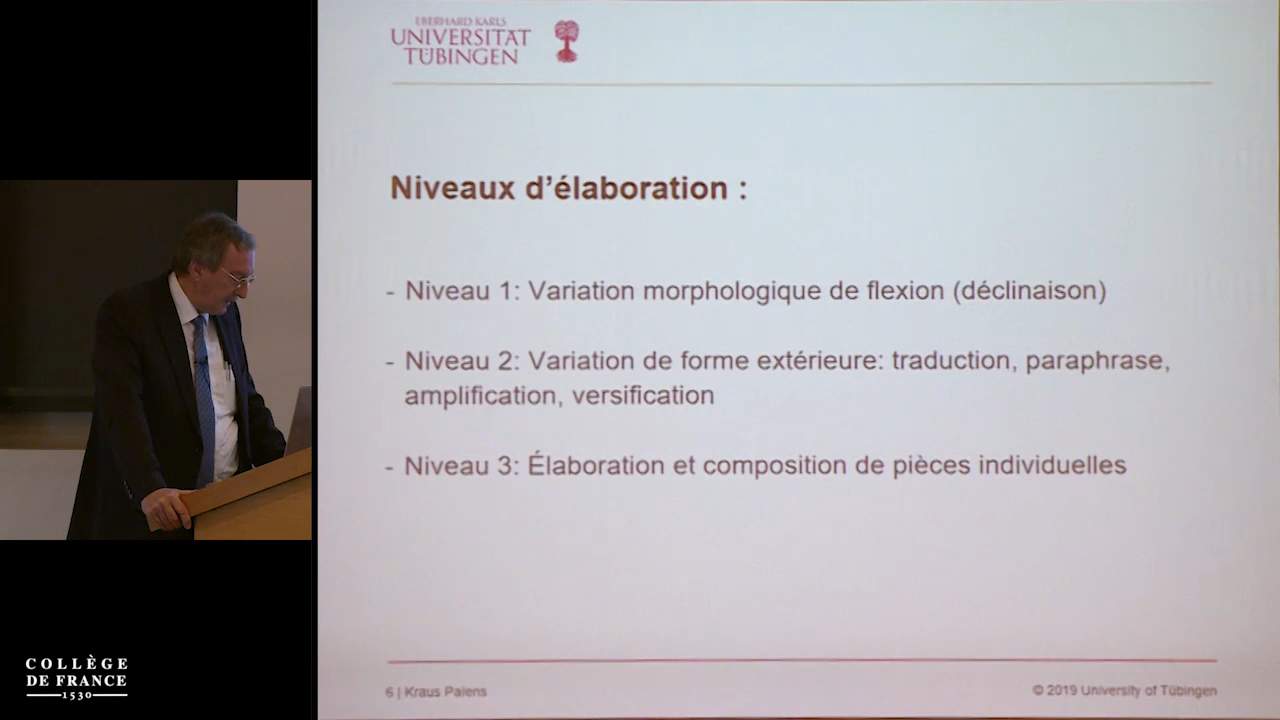 EBERHARD KARLS
UNIVERSITÄT
TÜBINGEN
Niveaux d'élaboration :
- Niveau 1: Variation morphologique de flexion (déclinaison)
- Niveau 2: Variation de forme extérieure: traduction, paraphrase,
amplification, versification
- Niveau 3: Élaboration et composition de pièces individuelles
6 | Kraus Païens
© 2019 University of Tübingen
COLLÈGE
DE FRANCE
1530